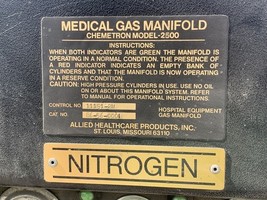 MEDICAL GAS MANIFOLD
CHEMETRON MODEL-2500
INSTRUCTIONS:
WHEN BOTH INDICATORS ARE GREEN THE MANIFOLD IS
OPERATING IN A NORMAL CONDITION. THE PRESENCE OF
A RED INDICATOR INDICATES AN EMPTY BANK OF
CYLINDERS AND THAT THE MANIFOLD IS NOW OPERATING
IN A RESERVE CONDITION.
CAUTION: HIGH PRESSURE CYLINDERS IN USE. USE NO OIL
ON OR ABOUT THIS MANIFOLD SYSTEM. REFER TO
MANUAL FOR OPERATIONAL INSTRUCTIONS.
CONTROL NO
HOSPITAL EQUIPMENT
CAT NO.
GAS MANIFOLD
ALLIED HEALTHCARE PRODUCTS, INC.
ST. LOUIS, MISSOURI 63110
NITROGEN